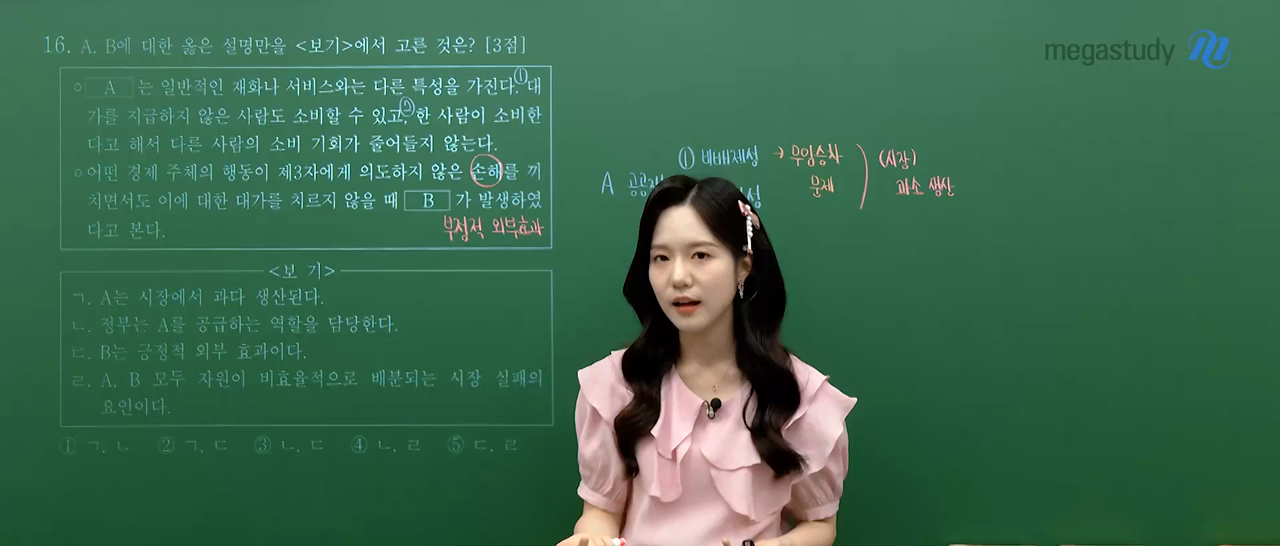 megastudy
16. A, B에 대한 옳은 설명만을 <보기>에서 고른 것은? [3점]
○ A 는 일반적인 재화나 서비스와는 다른 특성을 가진다. ① 대
가를 지급하지 않은 사람도 소비할 수 있고, ② 한 사람이 소비한
다고 해서 다른 사람의 소비 기회가 줄어들지 않는다.
○ 어떤 경제 주체의 행동이 제3자에게 의도하지 않은 손해를 끼
치면서도 이에 대한 대가를 치르지 않을 때 B 가 발생하였
다고 본다.
부정적 외부효과
<보 기>
ㄱ. A는 시장에서 과다 생산된다.
ㄴ. 정부는 A를 공급하는 역할을 담당한다.
ㄷ. B는 긍정적 외부 효과이다.
ㄹ. A, B 모두 자원이 비효율적으로 배분되는 시장 실패의
요인이다.
① ㄱ, ㄴ ② ㄱ, ㄷ ③ ㄴ, ㄷ ④ ㄴ, ㄹ ⑤ ㄷ, ㄹ
① 비배제성 → 무임승차 (시장)
A 공공 문제 과소 생산
성